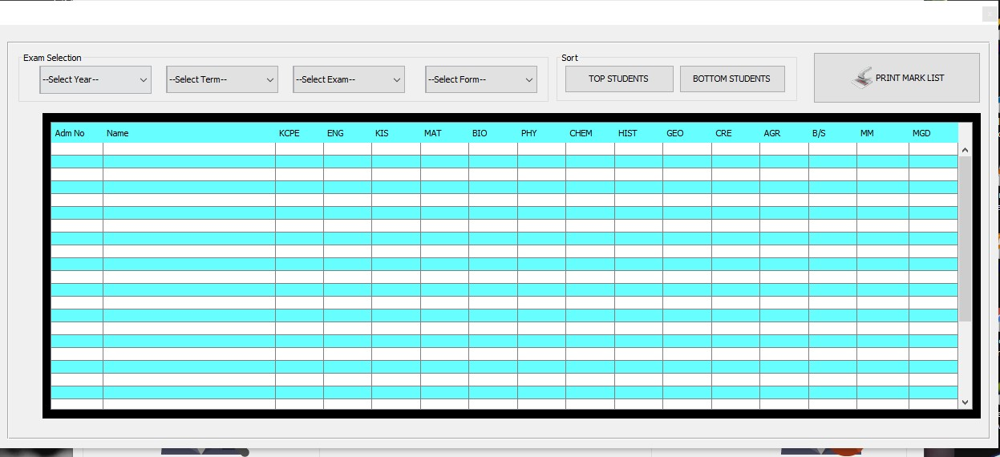 Exam Selection
Sort
--Select Year--
--Select Term--
--Select Exam--
--Select Form--
TOP STUDENTS
BOTTOM STUDENTS
PRINT MARK LIST
Adm No Name KCPE ENG KIS MAT BIO PHY CHEM HIST GEO CRE AGR B/S MM MGD